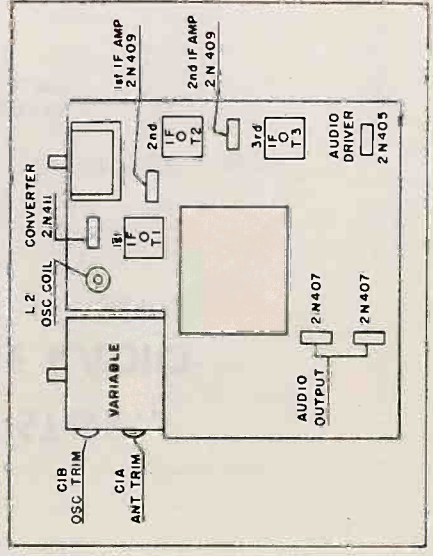 1st IF AMP
2N409
2nd IF AMP
2N409
CONVERTER
2N411
L2
OSC COIL
1st
IF
T1
2nd
IF
T2
3rd
IF
T3
AUDIO
DRIVER
2N405
VARIABLE
C1B
OSC TRIM
C1A
ANT TRIM
AUDIO
OUTPUT
2N407
2N407